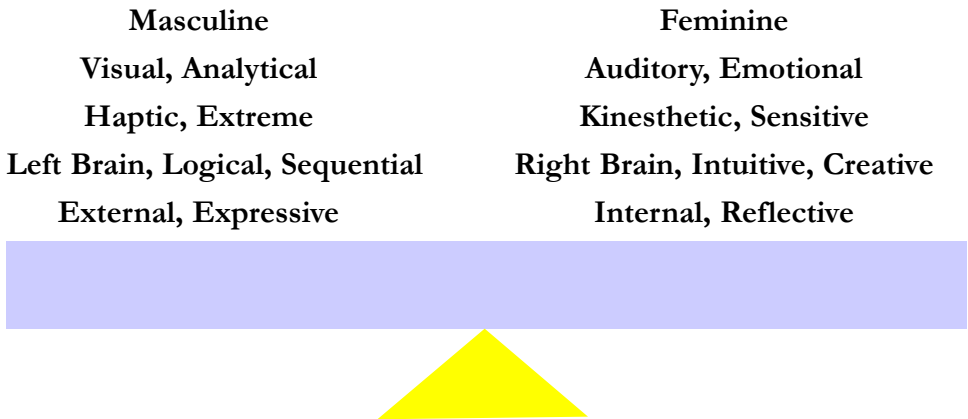 Masculine
Visual, Analytical
Haptic, Extreme
Left Brain, Logical, Sequential
External, Expressive
Feminine
Auditory, Emotional
Kinesthetic, Sensitive
Right Brain, Intuitive, Creative
Internal, Reflective